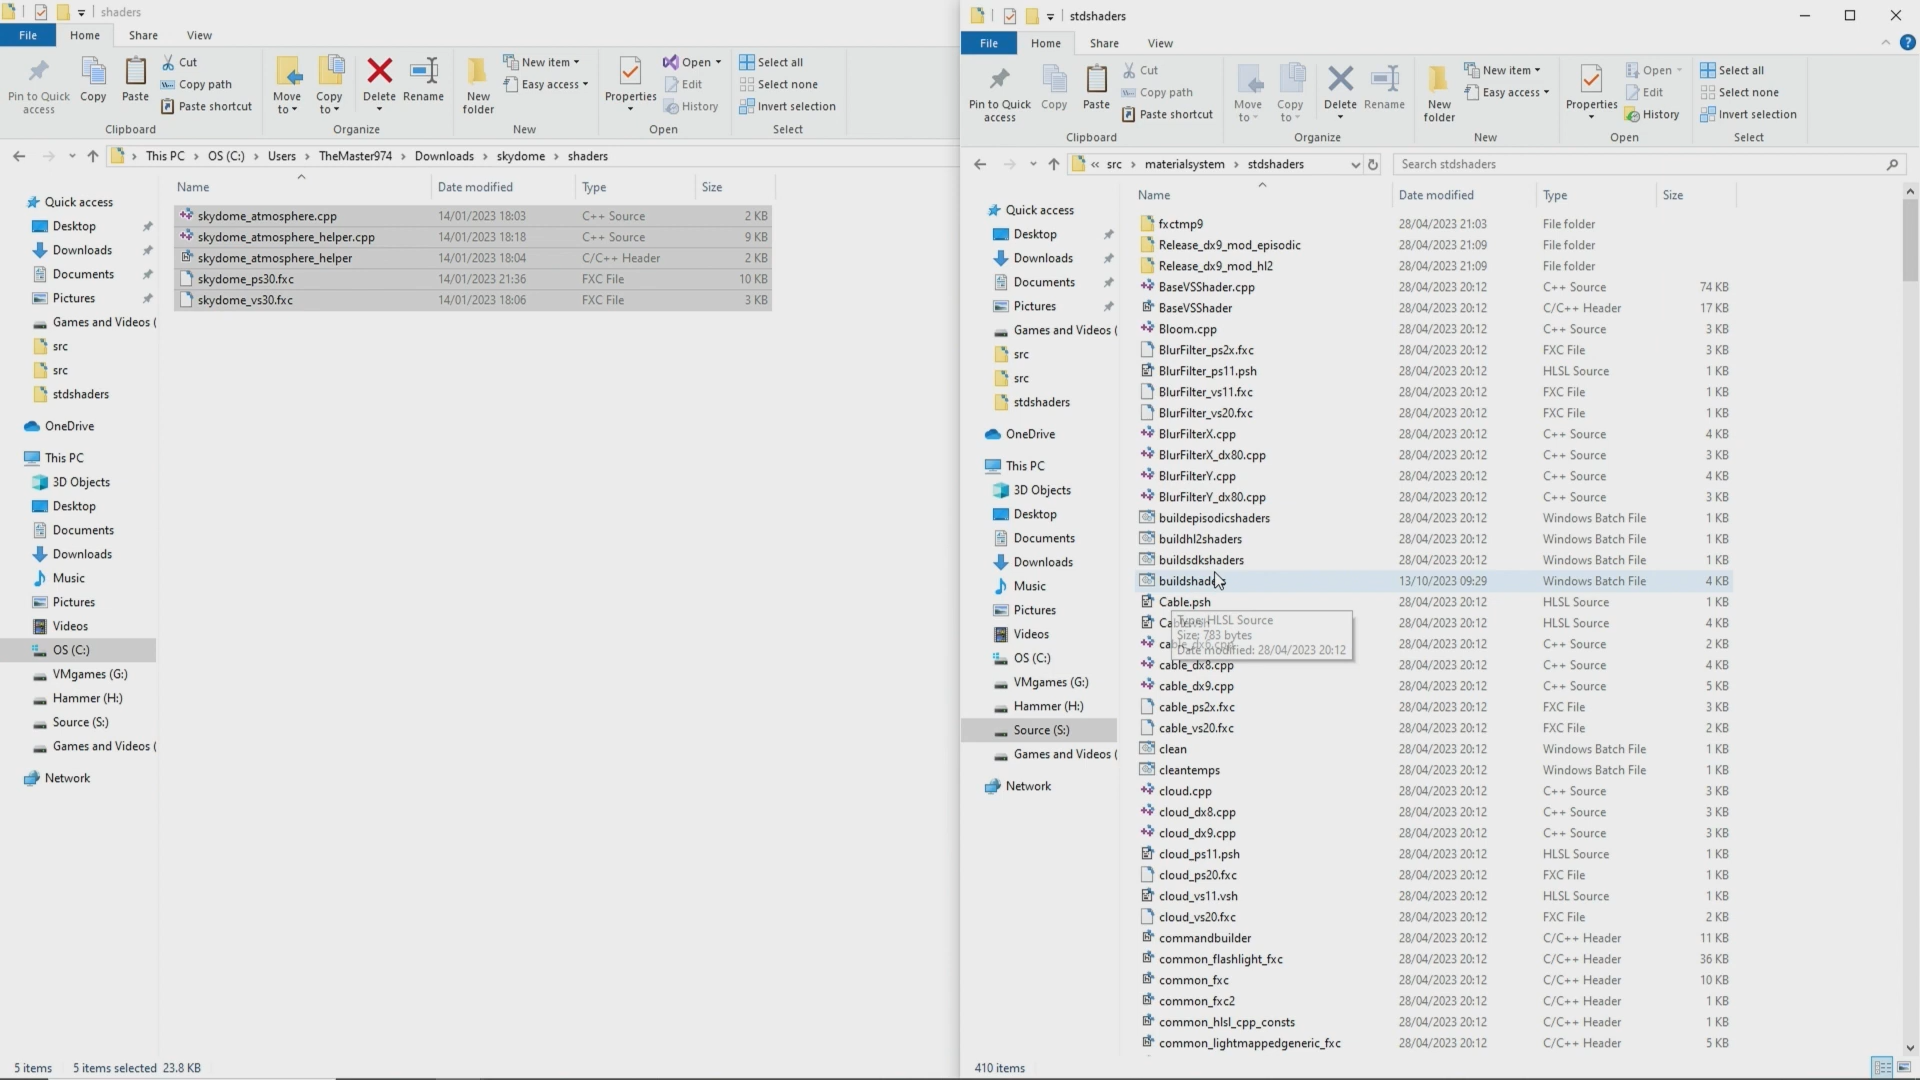 shaders
File
Home
Share
View
Pin to Quick access
Copy
Paste
Cut
Copy path
Paste shortcut
Clipboard
Move to
Copy to
Delete
Rename
Organize
New folder
New item
Easy access
New
Properties
Open
Edit
History
Open
Select all
Select none
Invert selection
Select
This PC > OS (C:) > Users > TheMaster974 > Downloads > skydome > shaders
Name Date modified Type Size
skydome_atmosphere.cpp 14/01/2023 18:03 C++ Source 2 KB
skydome_atmosphere_helper.cpp 14/01/2023 18:18 C++ Source 9 KB
skydome_atmosphere_helper 14/01/2023 18:04 C/C++ Header 2 KB
skydome_ps30.fxc 14/01/2023 21:36 FXC File 10 KB
skydome_vs30.fxc 14/01/2023 18:06 FXC File 3 KB
Quick access
Desktop
Downloads
Documents
Pictures
Games and Videos (
src
src
stdshaders
OneDrive
This PC
3D Objects
Desktop
Documents
Downloads
Music
Pictures
Videos
OS (C:)
VMgames (G:)
Hammer (H:)
Source (S:)
Games and Videos (
Network
5 items 5 items selected 23.8 KB
stdshaders
File
Home
Share
View
Pin to Quick access
Copy
Paste
Cut
Copy path
Paste shortcut
Clipboard
Move to
Copy to
Delete
Rename
Organize
New folder
New item
Easy access
New
Properties
Open
Edit
History
Open
Select all
Select none
Invert selection
Select
« src > materialsystem > stdshaders
Search stdshaders
Quick access
Desktop
Downloads
Documents
Pictures
Games and Videos (
src
src
stdshaders
OneDrive
This PC
3D Objects
Desktop
Documents
Downloads
Music
Pictures
Videos
OS (C:)
VMgames (G:)
Hammer (H:)
Source (S:)
Games and Videos (
Network
Name Date modified Type Size
fxctmp9 28/04/2023 21:03 File folder
Release_dx9_mod_episodic 28/04/2023 21:09 File folder
Release_dx9_mod_hl2 28/04/2023 21:09 File folder
BaseVSShader.cpp 28/04/2023 20:12 C++ Source 74 KB
BaseVSShader 28/04/2023 20:12 C/C++ Header 17 KB
Bloom.cpp 28/04/2023 20:12 C++ Source 3 KB
BlurFilter_ps2x.fxc 28/04/2023 20:12 FXC File 3 KB
BlurFilter_ps11.psh 28/04/2023 20:12 HLSL Source 1 KB
BlurFilter_vs11.fxc 28/04/2023 20:12 FXC File 1 KB
BlurFilter_vs20.fxc 28/04/2023 20:12 FXC File 3 KB
BlurFilterX.cpp 28/04/2023 20:12 C++ Source 4 KB
BlurFilterX_dx80.cpp 28/04/2023 20:12 C++ Source 3 KB
BlurFilterY.cpp 28/04/2023 20:12 C++ Source 4 KB
BlurFilterY_dx80.cpp 28/04/2023 20:12 C++ Source 3 KB
buildepisodicshaders 28/04/2023 20:12 Windows Batch File 1 KB
buildhl2shaders 28/04/2023 20:12 Windows Batch File 1 KB
buildsdkshaders 28/04/2023 20:12 Windows Batch File 1 KB
buildshaders 13/10/2023 09:29 Windows Batch File 4 KB
Cable.psh 28/04/2023 20:12 HLSL Source 1 KB
28/04/2023 20:12 HLSL Source 4 KB
28/04/2023 20:12 C++ Source 2 KB
Type: HLSL Source
Size: 783 bytes
Date modified: 28/04/2023 20:12
cable_dx8.cpp 28/04/2023 20:12 C++ Source 4 KB
cable_dx9.cpp 28/04/2023 20:12 C++ Source 5 KB
cable_ps2x.fxc 28/04/2023 20:12 FXC File 3 KB
cable_vs20.fxc 28/04/2023 20:12 FXC File 2 KB
clean 28/04/2023 20:12 Windows Batch File 1 KB
cleantemps 28/04/2023 20:12 Windows Batch File 1 KB
cloud.cpp 28/04/2023 20:12 C++ Source 3 KB
cloud_dx8.cpp 28/04/2023 20:12 C++ Source 3 KB
cloud_dx9.cpp 28/04/2023 20:12 C++ Source 3 KB
cloud_ps11.psh 28/04/2023 20:12 HLSL Source 1 KB
cloud_ps20.fxc 28/04/2023 20:12 FXC File 1 KB
cloud_vs11.vsh 28/04/2023 20:12 HLSL Source 1 KB
cloud_vs20.fxc 28/04/2023 20:12 FXC File 2 KB
commandbuilder 28/04/2023 20:12 C/C++ Header 11 KB
common_flashlight_fxc 28/04/2023 20:12 C/C++ Header 36 KB
common_fxc 28/04/2023 20:12 C/C++ Header 10 KB
common_fxc2 28/04/2023 20:12 C/C++ Header 1 KB
common_hlsl_cpp_consts 28/04/2023 20:12 C/C++ Header 1 KB
common_lightmappedgeneric_fxc 28/04/2023 20:12 C/C++ Header 5 KB
410 items